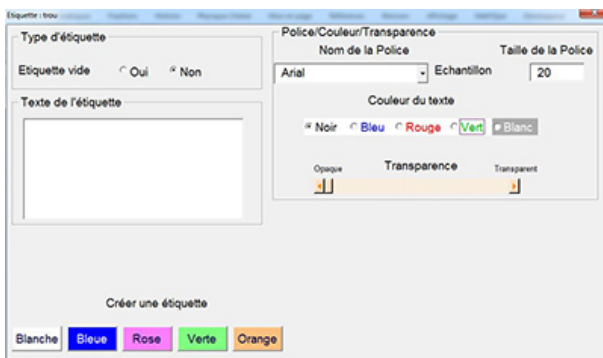 Etiquette : trou
Type d'étiquette
Etiquette vide Oui Non
Texte de l'étiquette
Police/Couleur/Transparence
Nom de la Police Taille de la Police
Arial Echantillon 20
Couleur du texte
Noir Bleu Rouge Vert Blanc
Opaque Transparence Transparent
Créer une étiquette
Blanche Bleue Rose Verte Orange